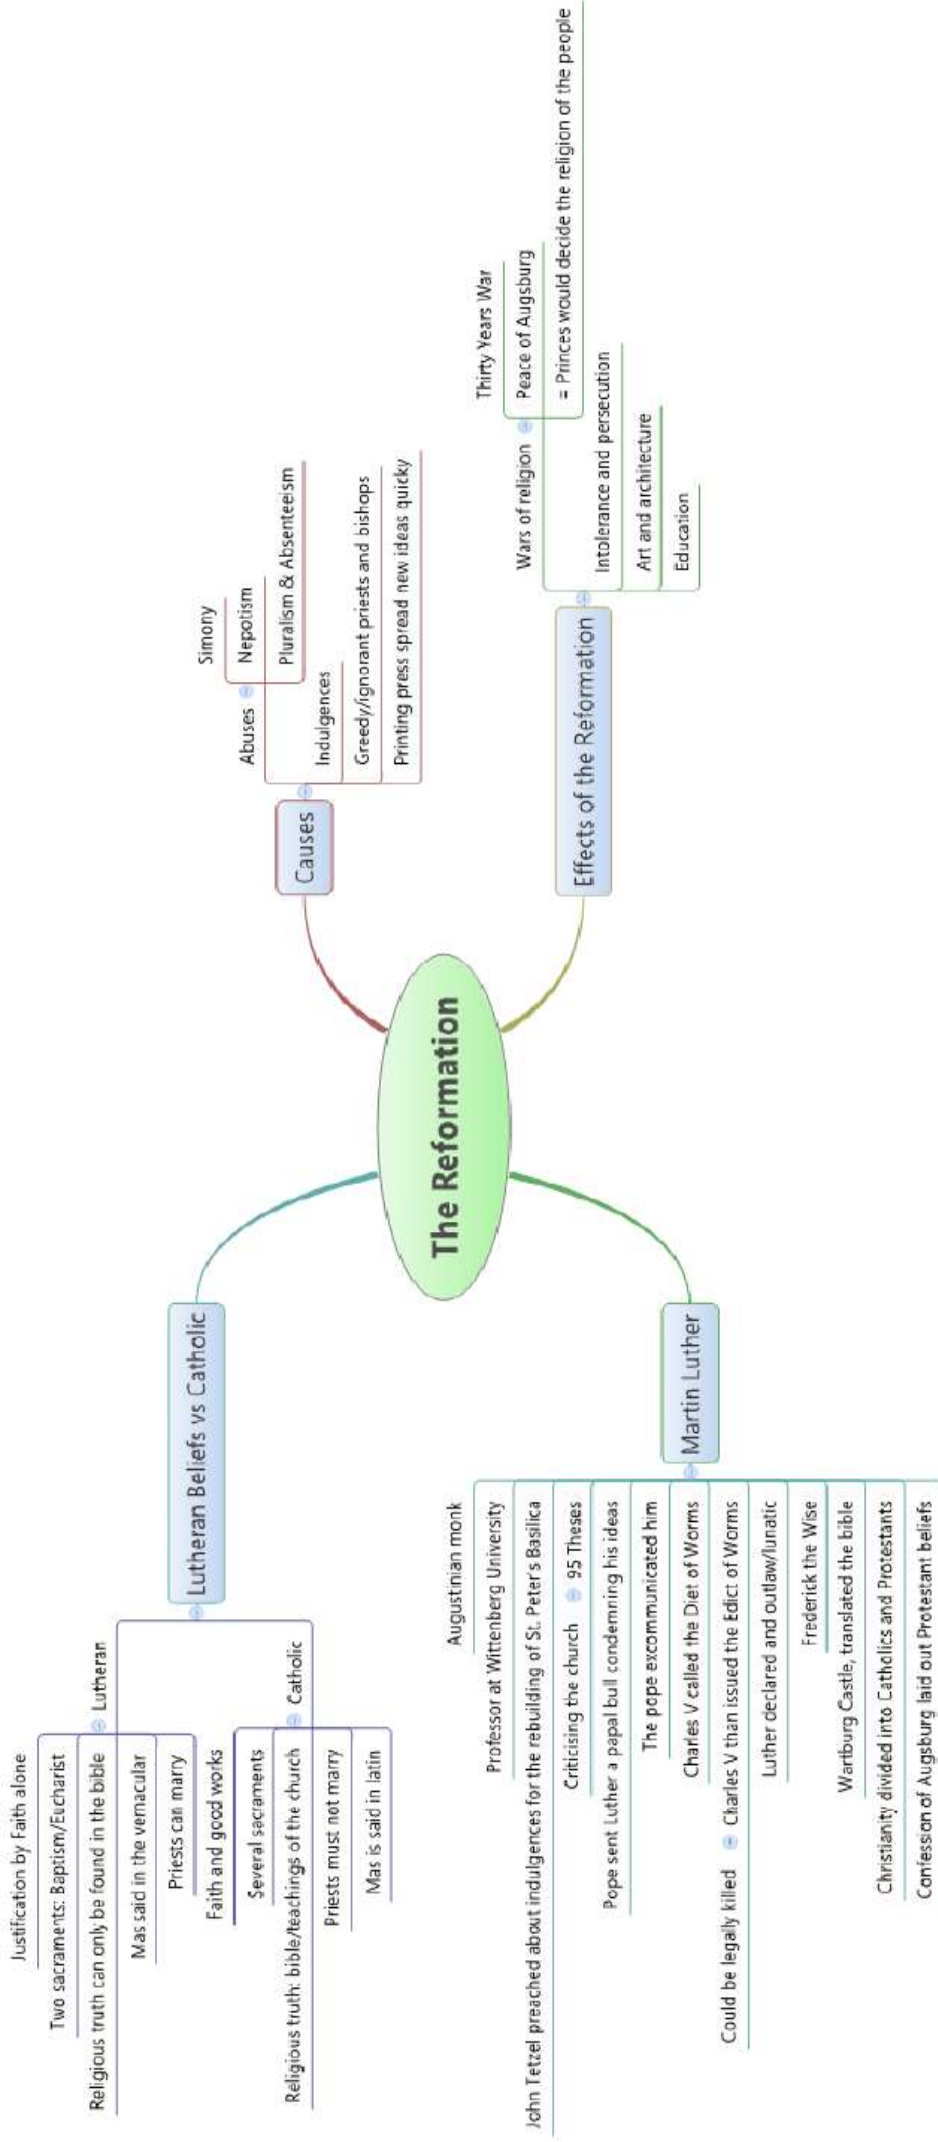 The Reformation
Causes
Abuses
Simony
Nepotism
Pluralism & Absenteeism
Indulgences
Greedy/ignorant priests and bishops
Printing press spread new ideas quicky
Effects of the Reformation
Wars of religion
Thirty Years War
Peace of Augsburg
= Princes would decide the religion of the people
Intolerance and persecution
Art and architecture
Education
Lutheran Beliefs vs Catholic
Lutheran
Justification by Faith alone
Two sacraments: Baptism/Eucharist
Religious truth can only be found in the bible
Mas said in the vernacular
Priests can marry
Catholic
Faith and good works
Several sacraments
Religious truth: bible/teachings of the church
Priests must not marry
Mas is said in latin
Martin Luther
Augustinian monk
Professor at Wittenberg University
John Tetzel preached about indulgences for the rebuilding of St. Peter's Basilica
Criticising the church
95 Theses
Pope sent Luther a papal bull condemning his ideas
The pope excommunicated him
Charles V called the Diet of Worms
Could be legally killed
Charles V than issued the Edict of Worms
Luther declared and outlaw/lunatic
Frederick the Wise
Wartburg Castle, translated the bible
Christianity divided into Catholics and Protestants
Confession of Augsburg laid out Protestant beliefs